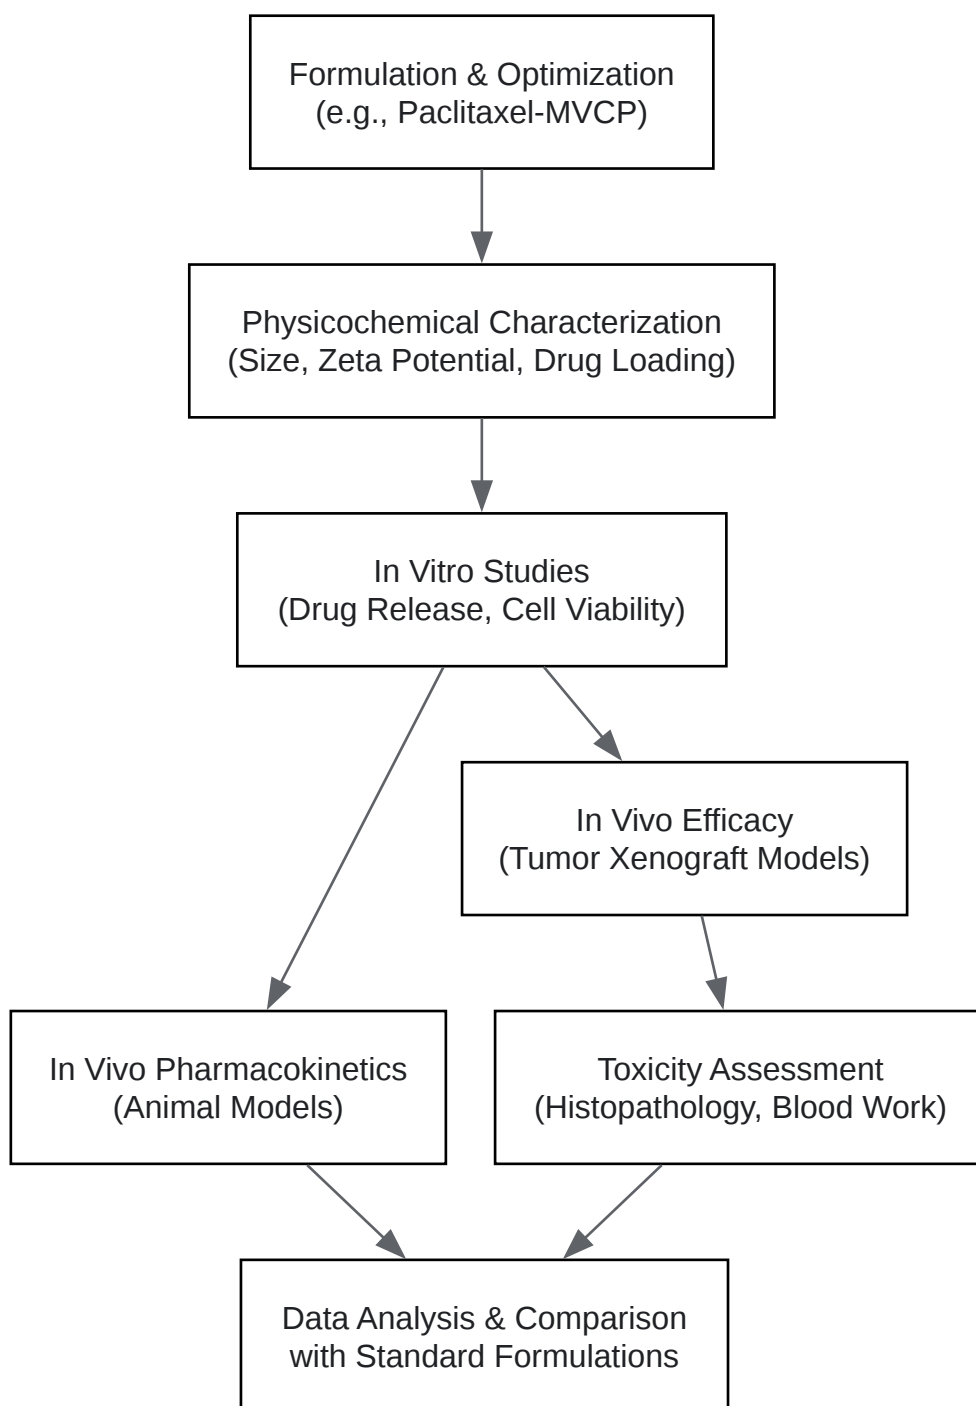 Formulation & Optimization
(e.g., Paclitaxel-MVCP)
Physicochemical Characterization
(Size, Zeta Potential, Drug Loading)
In Vitro Studies
(Drug Release, Cell Viability)
In Vivo Efficacy
(Tumor Xenograft Models)
In Vivo Pharmacokinetics
(Animal Models)
Toxicity Assessment
(Histopathology, Blood Work)
Data Analysis & Comparison
with Standard Formulations